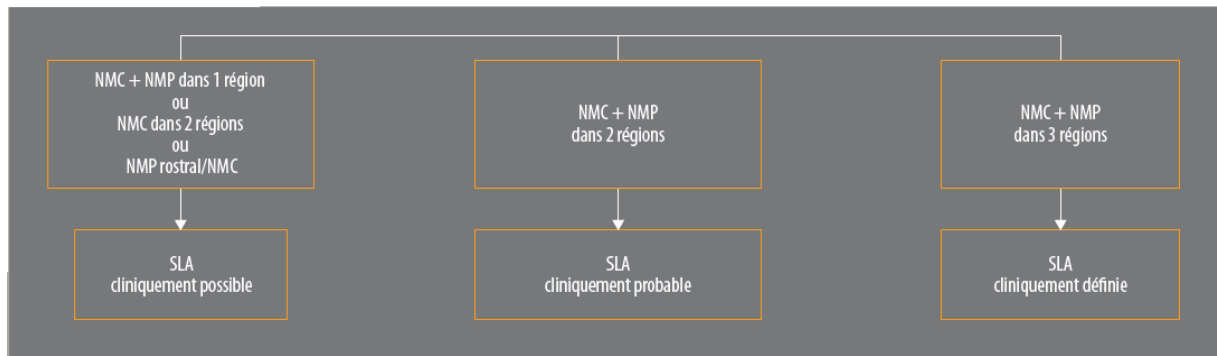 NMC + NMP dans 1 région
ou
NMC dans 2 régions
ou
NMP rostral/NMC
NMC + NMP
dans 2 régions
NMC + NMP
dans 3 régions
SLA
cliniquement possible
SLA
cliniquement probable
SLA
cliniquement définie